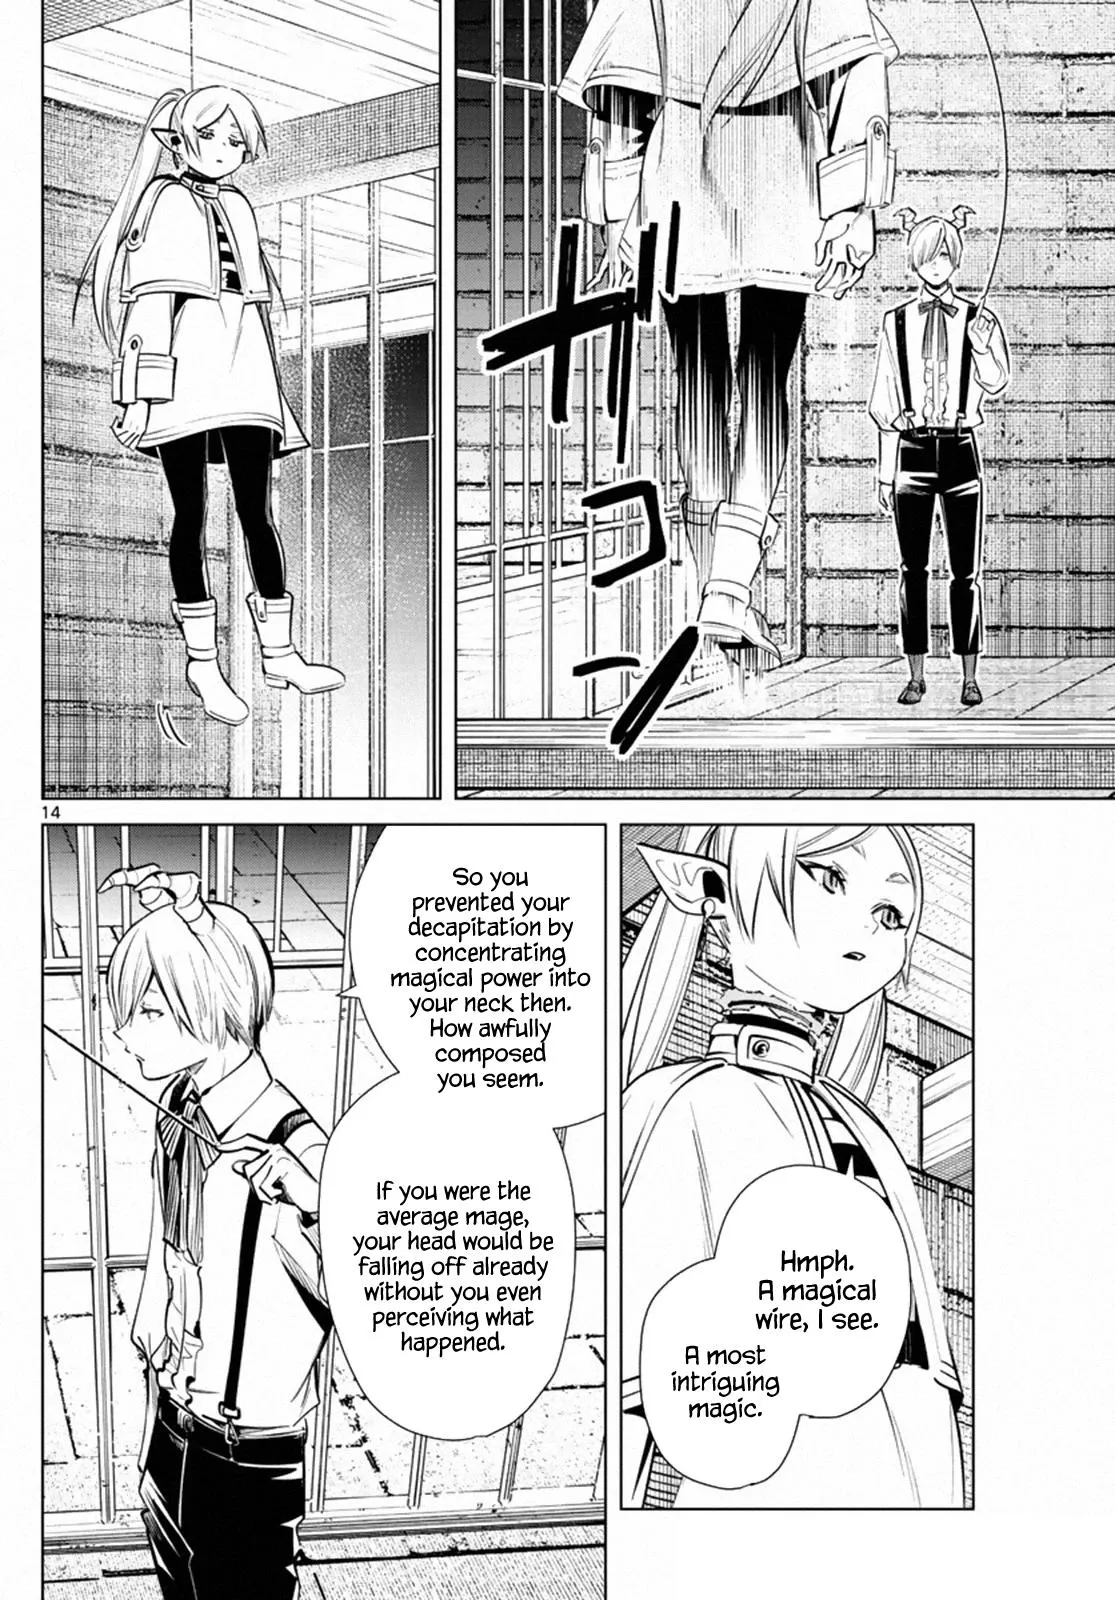 ガコン
14
Hmph.
A magical
wire, I see.
A most
intriguing
magic.
So you
prevented your
decapitation by
concentrating
magical power into
your neck then.
How awfully
composed
you seem.
If you were the
average mage,
your head would be
falling off already
without you even
perceiving what
happened.